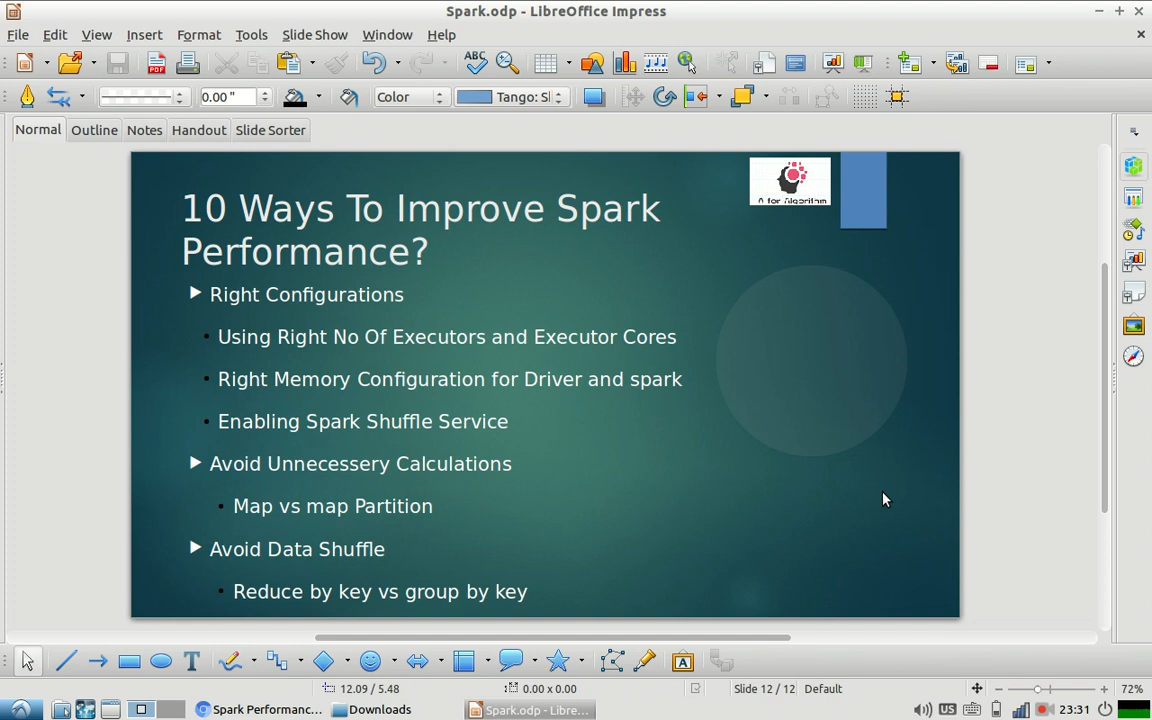 Spark.odp - LibreOffice Impress
File Edit View Insert Format Tools Slide Show Window Help
ABC
0.00 " Color Tango: Sl
Normal Outline Notes Handout Slide Sorter
A for Algorithm
10 Ways To Improve Spark
Performance?
Right Configurations
Using Right No Of Executors and Executor Cores
Right Memory Configuration for Driver and spark
Enabling Spark Shuffle Service
Avoid Unnecessery Calculations
Map vs map Partition
Avoid Data Shuffle
Reduce by key vs group by key
12.09 / 5.48 0.00 x 0.00 Slide 12 / 12 Default 72%
Spark Performanc... Downloads Spark.odp - Libre... US 23:31